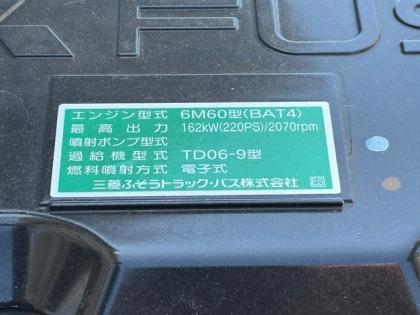 FUS
エンジン型式 6M60型(BAT4)
最高出力 162kW(220PS)/2070rpm
噴射ポンプ型式
過給機型式 TD06-9型
燃料噴射方式 電子式
三菱ふそうトラック・バス株式会社